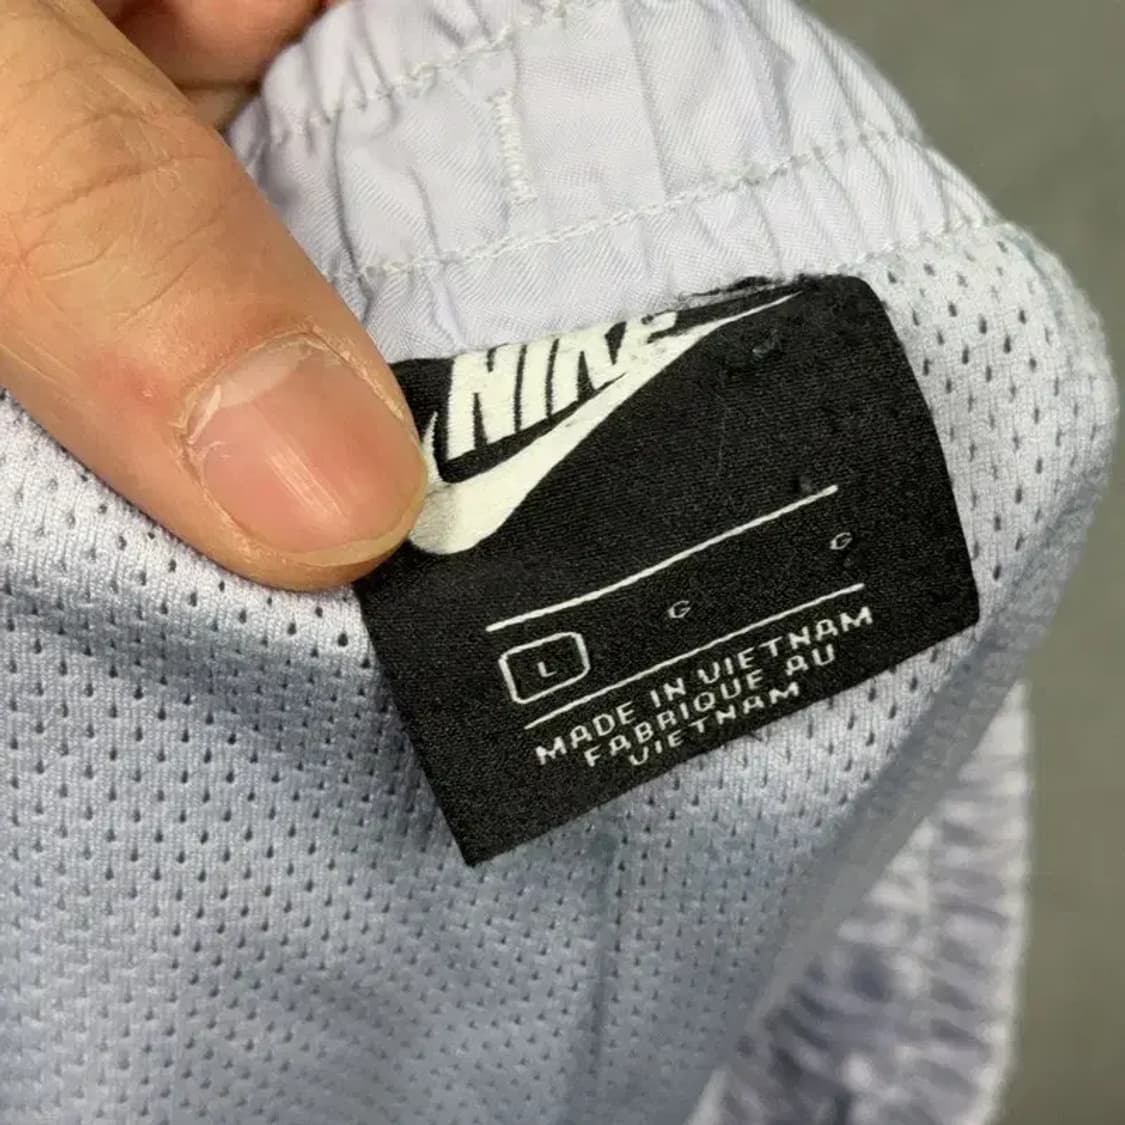 NIKE
L G G
MADE IN VIETNAM
FABRIQUE AU
VIETNAM